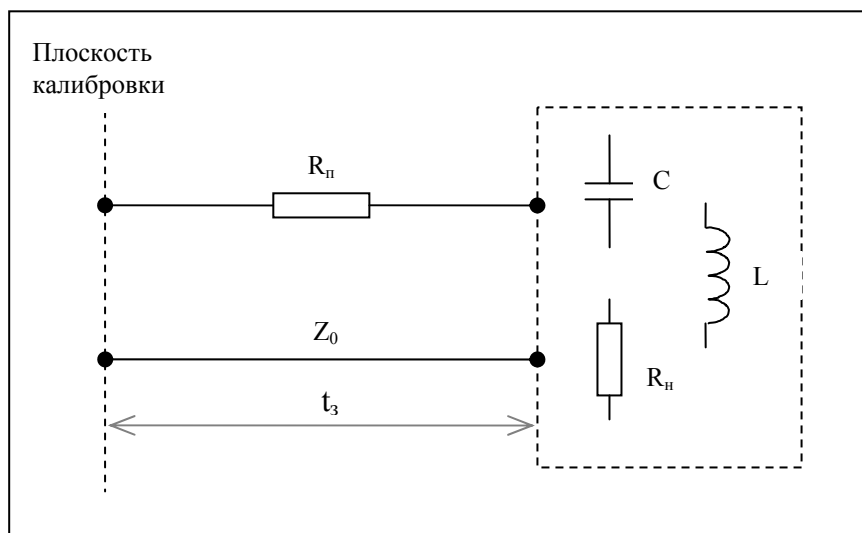 Плоскость
калибровки
Rп
C
L
Z0
Rн
tз